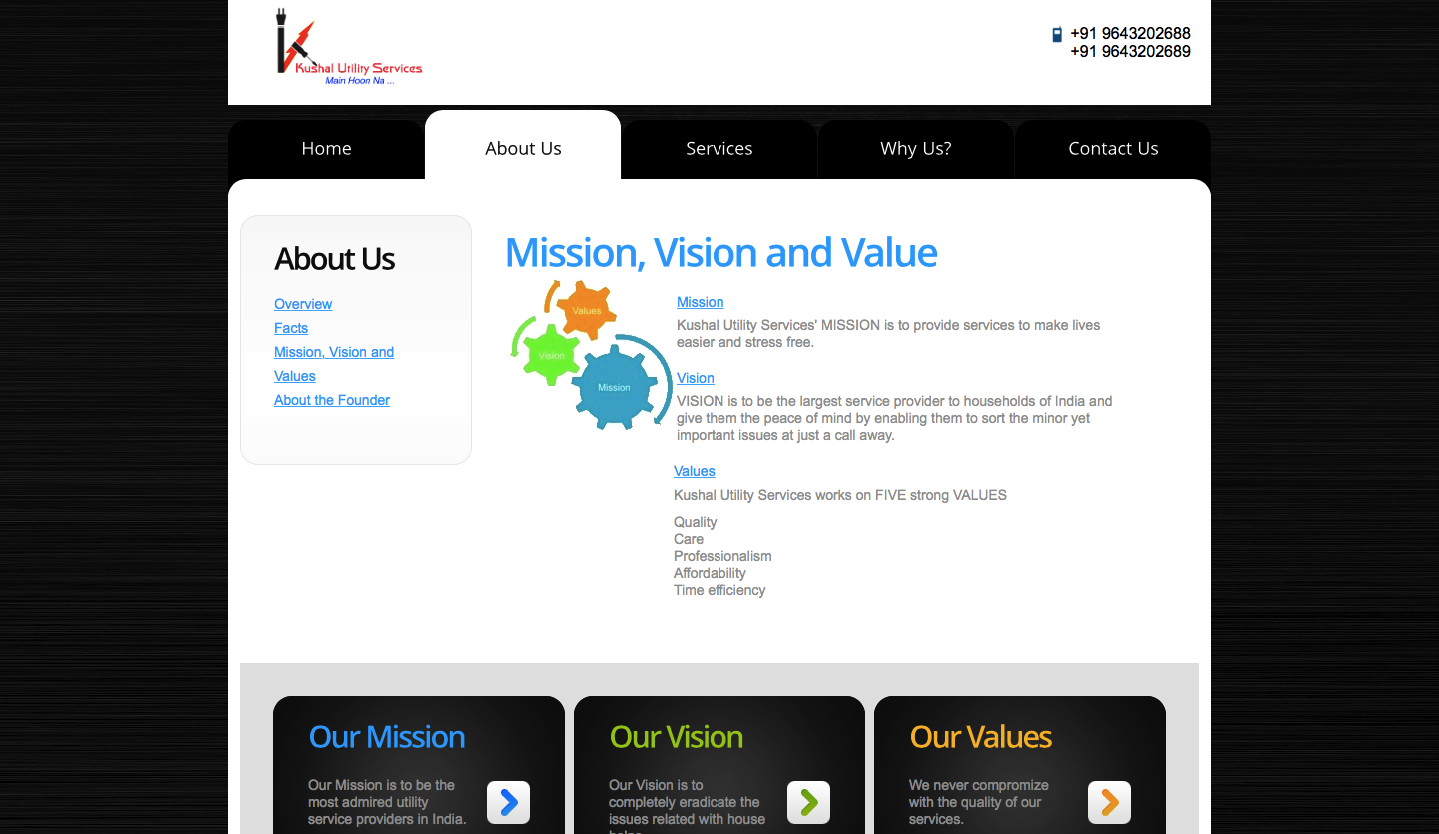 Kushal Utility Services
Main Hoon Na ...
+91 9643202688
+91 9643202689
Home
About Us
Services
Why Us?
Contact Us
About Us
Overview
Facts
Mission, Vision and
Values
About the Founder
Mission, Vision and Value
Values
Vision
Mission
Mission
Kushal Utility Services' MISSION is to provide services to make lives
easier and stress free.
Vision
VISION is to be the largest service provider to households of India and
give them the peace of mind by enabling them to sort the minor yet
important issues at just a call away.
Values
Kushal Utility Services works on FIVE strong VALUES
Quality
Care
Professionalism
Affordability
Time efficiency
Our Mission
Our Mission is to be the
most admired utility
service providers in India.
Our Vision
Our Vision is to
completely eradicate the
issues related with house
Our Values
We never compromize
with the quality of our
services.